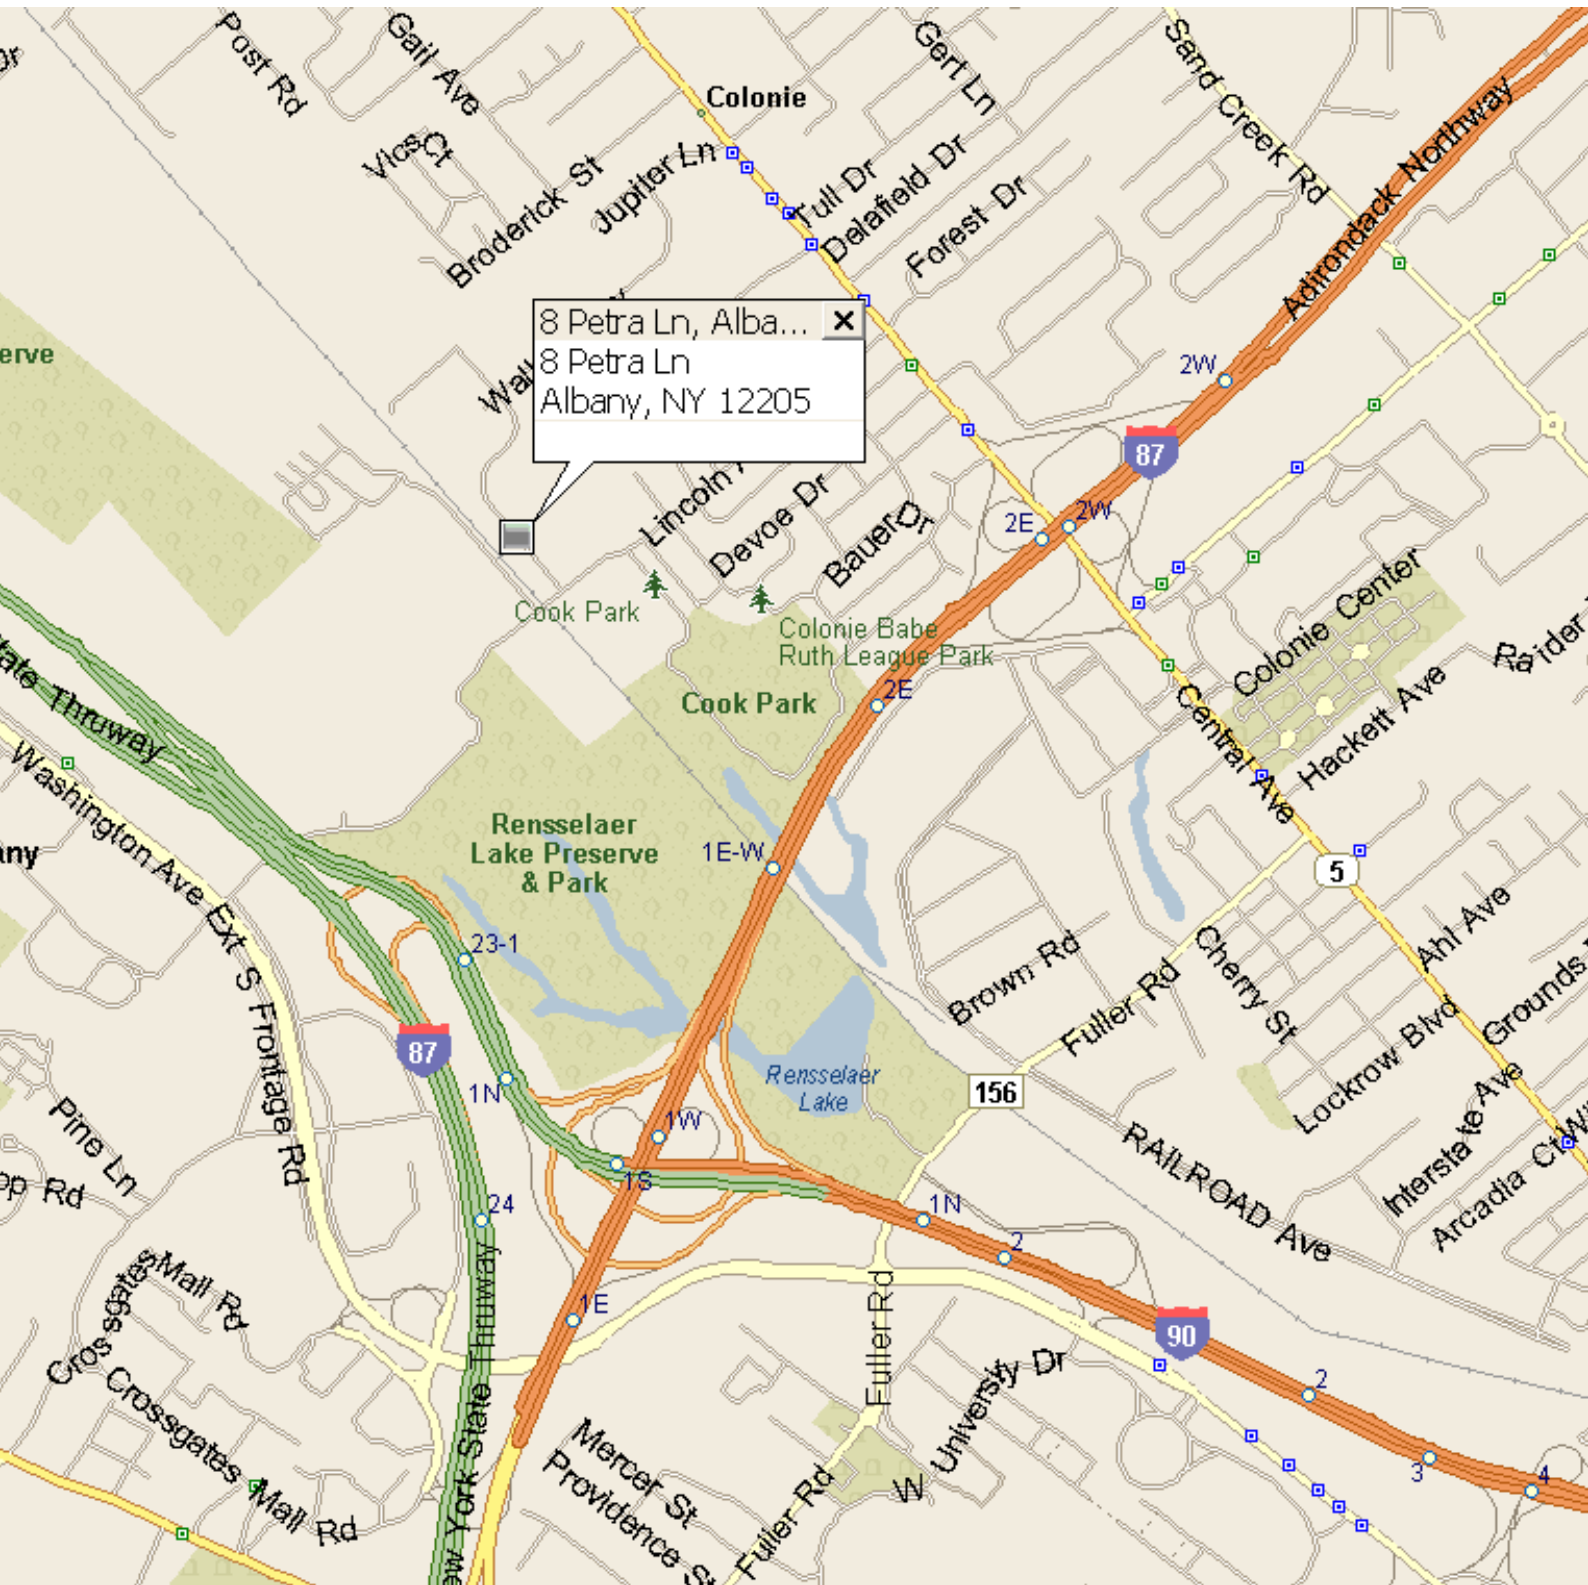 Post Rd
Gail Ave
Gert Ln
Sand Creek Rd
Adirondack Northway
Colonie
Vics Ct
Broderick St
Jupiter Ln
Tull Dr
Delafield Dr
Forest Dr
8 Petra Ln, Alba...
8 Petra Ln
Albany, NY 12205
2W
87
2E
2W
Lincoln
Devoe Dr
Bauer Dr
Cook Park
Colonie Babe
Ruth League Park
Cook Park
2E
Colonie Center
Raider
Hackett Ave
Central Ave
Washington Ave Ext
Rensselaer
Lake Preserve
& Park
1E-W
5
23-1
S Frontage Rd
87
1N
Brown Rd
Fuller Rd
Cherry St
Ahl Ave
Grounds
Lockrow Blvd
Interstate Ave
Arcadia Ct
Rensselaer
Lake
156
RAILROAD Ave
Pine Ln
1W
1S
24
1N
2
1E
90
Crossgates Mall Rd
Crossgates Mall Rd
York State Thruway
Fuller Rd
W University Dr
Mercer St
Providence St
Fuller Rd
2
3
4